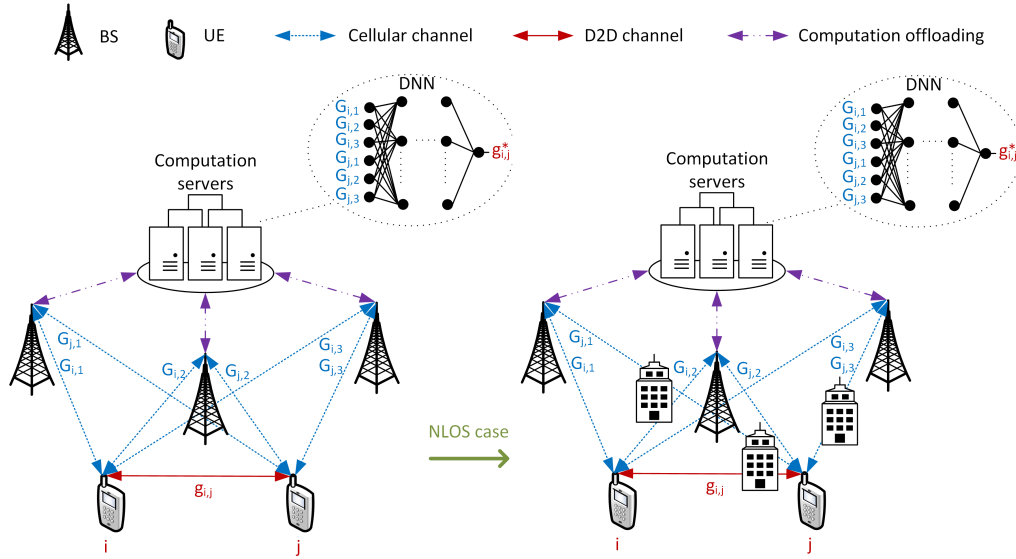 BS
UE
Cellular channel
D2D channel
Computation offloading
DNN
G_{i,1}
G_{i,2}
G_{i,3}
G_{j,1}
G_{j,2}
G_{j,3}
g^*_{i,j}
Computation
servers
G_{j,1}
G_{i,1}
G_{i,2}
G_{j,2}
G_{i,3}
G_{j,3}
g_{i,j}
i
j
NLOS case
DNN
G_{i,1}
G_{i,2}
G_{i,3}
G_{j,1}
G_{j,2}
G_{j,3}
g^*_{i,j}
Computation
servers
G_{j,1}
G_{i,1}
G_{i,2}
G_{j,2}
G_{i,3}
G_{j,3}
g_{i,j}
i
j